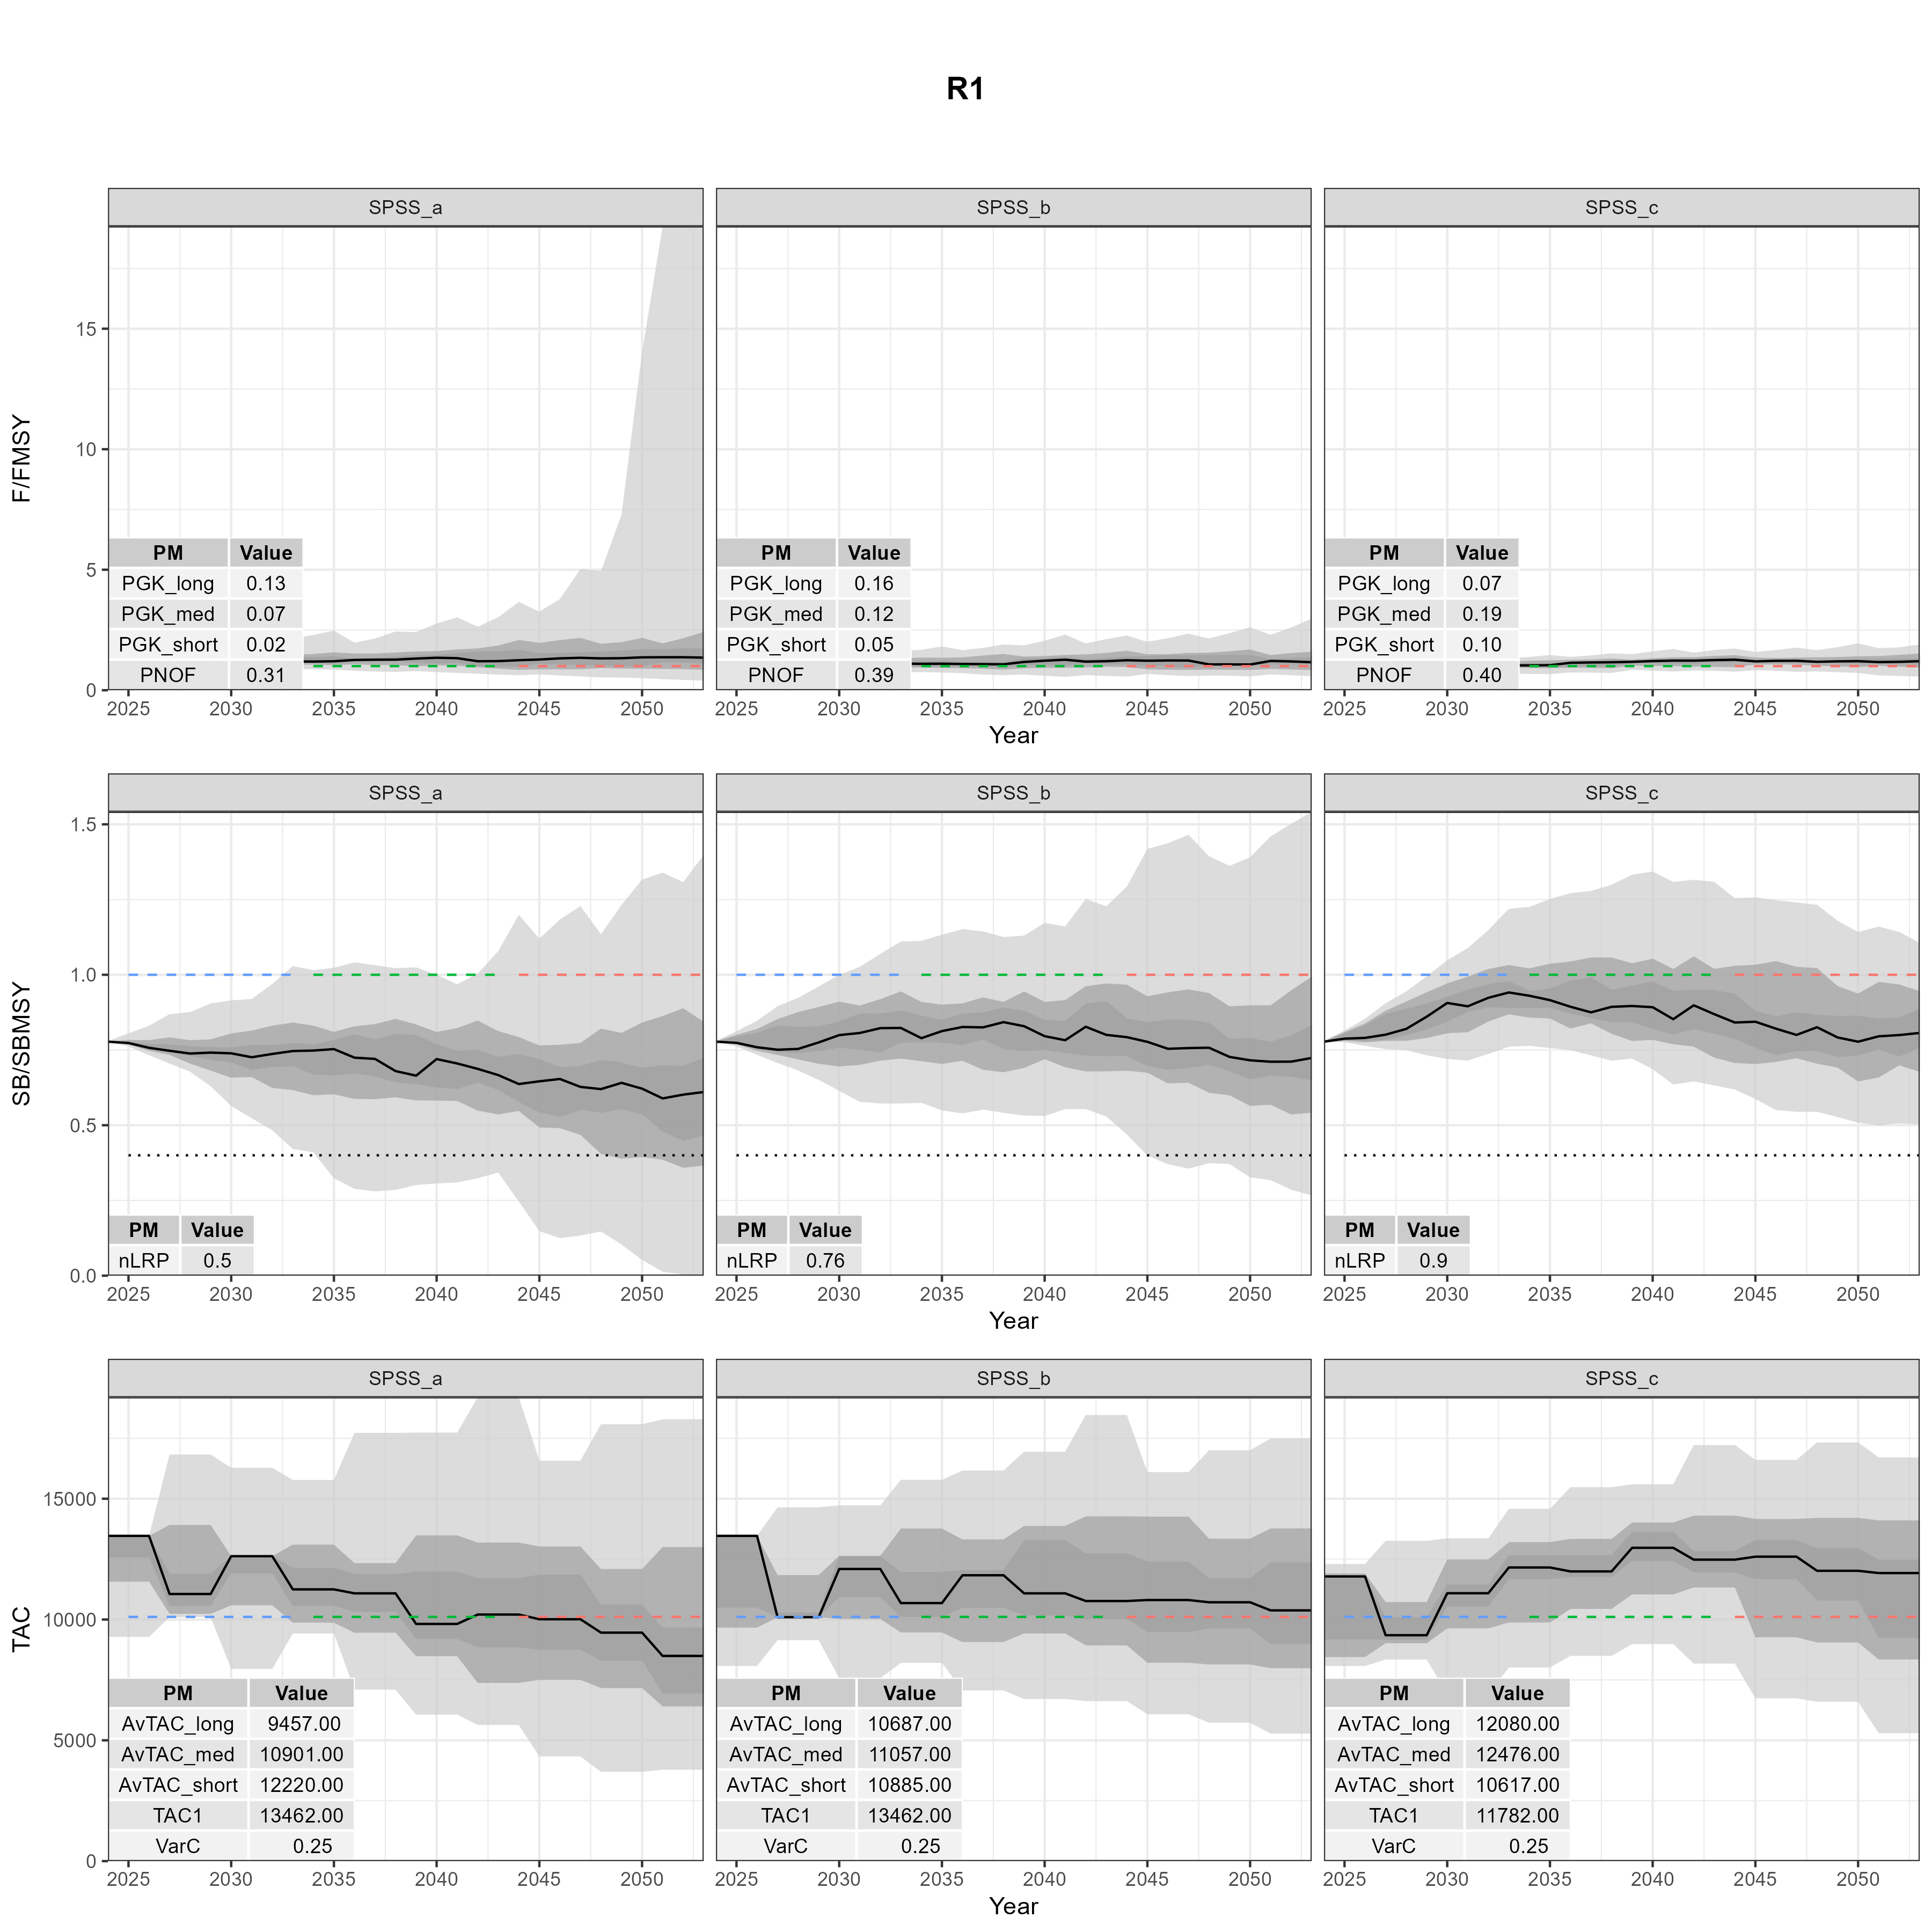 R1
SPSS_a SPSS_b SPSS_c
F/FMSY
15
10
5
0
PM Value PM Value PM Value
PGK_long 0.13 PGK_long 0.16 PGK_long 0.07
PGK_med 0.07 PGK_med 0.12 PGK_med 0.19
PGK_short 0.02 PGK_short 0.05 PGK_short 0.10
PNOF 0.31 PNOF 0.39 PNOF 0.40
2025 2030 2035 2040 2045 2050 2025 2030 2035 2040 2045 2050 2025 2030 2035 2040 2045 2050
Year
SPSS_a SPSS_b SPSS_c
SB/SBMSY
1.5
1.0
0.5
0.0
PM Value PM Value PM Value
nLRP 0.5 nLRP 0.76 nLRP 0.9
2025 2030 2035 2040 2045 2050 2025 2030 2035 2040 2045 2050 2025 2030 2035 2040 2045 2050
Year
SPSS_a SPSS_b SPSS_c
TAC
15000
10000
5000
0
PM Value PM Value PM Value
AvTAC_long 9457.00 AvTAC_long 10687.00 AvTAC_long 12080.00
AvTAC_med 10901.00 AvTAC_med 11057.00 AvTAC_med 12476.00
AvTAC_short 12220.00 AvTAC_short 10885.00 AvTAC_short 10617.00
TAC1 13462.00 TAC1 13462.00 TAC1 11782.00
VarC 0.25 VarC 0.25 VarC 0.25
2025 2030 2035 2040 2045 2050 2025 2030 2035 2040 2045 2050 2025 2030 2035 2040 2045 2050
Year